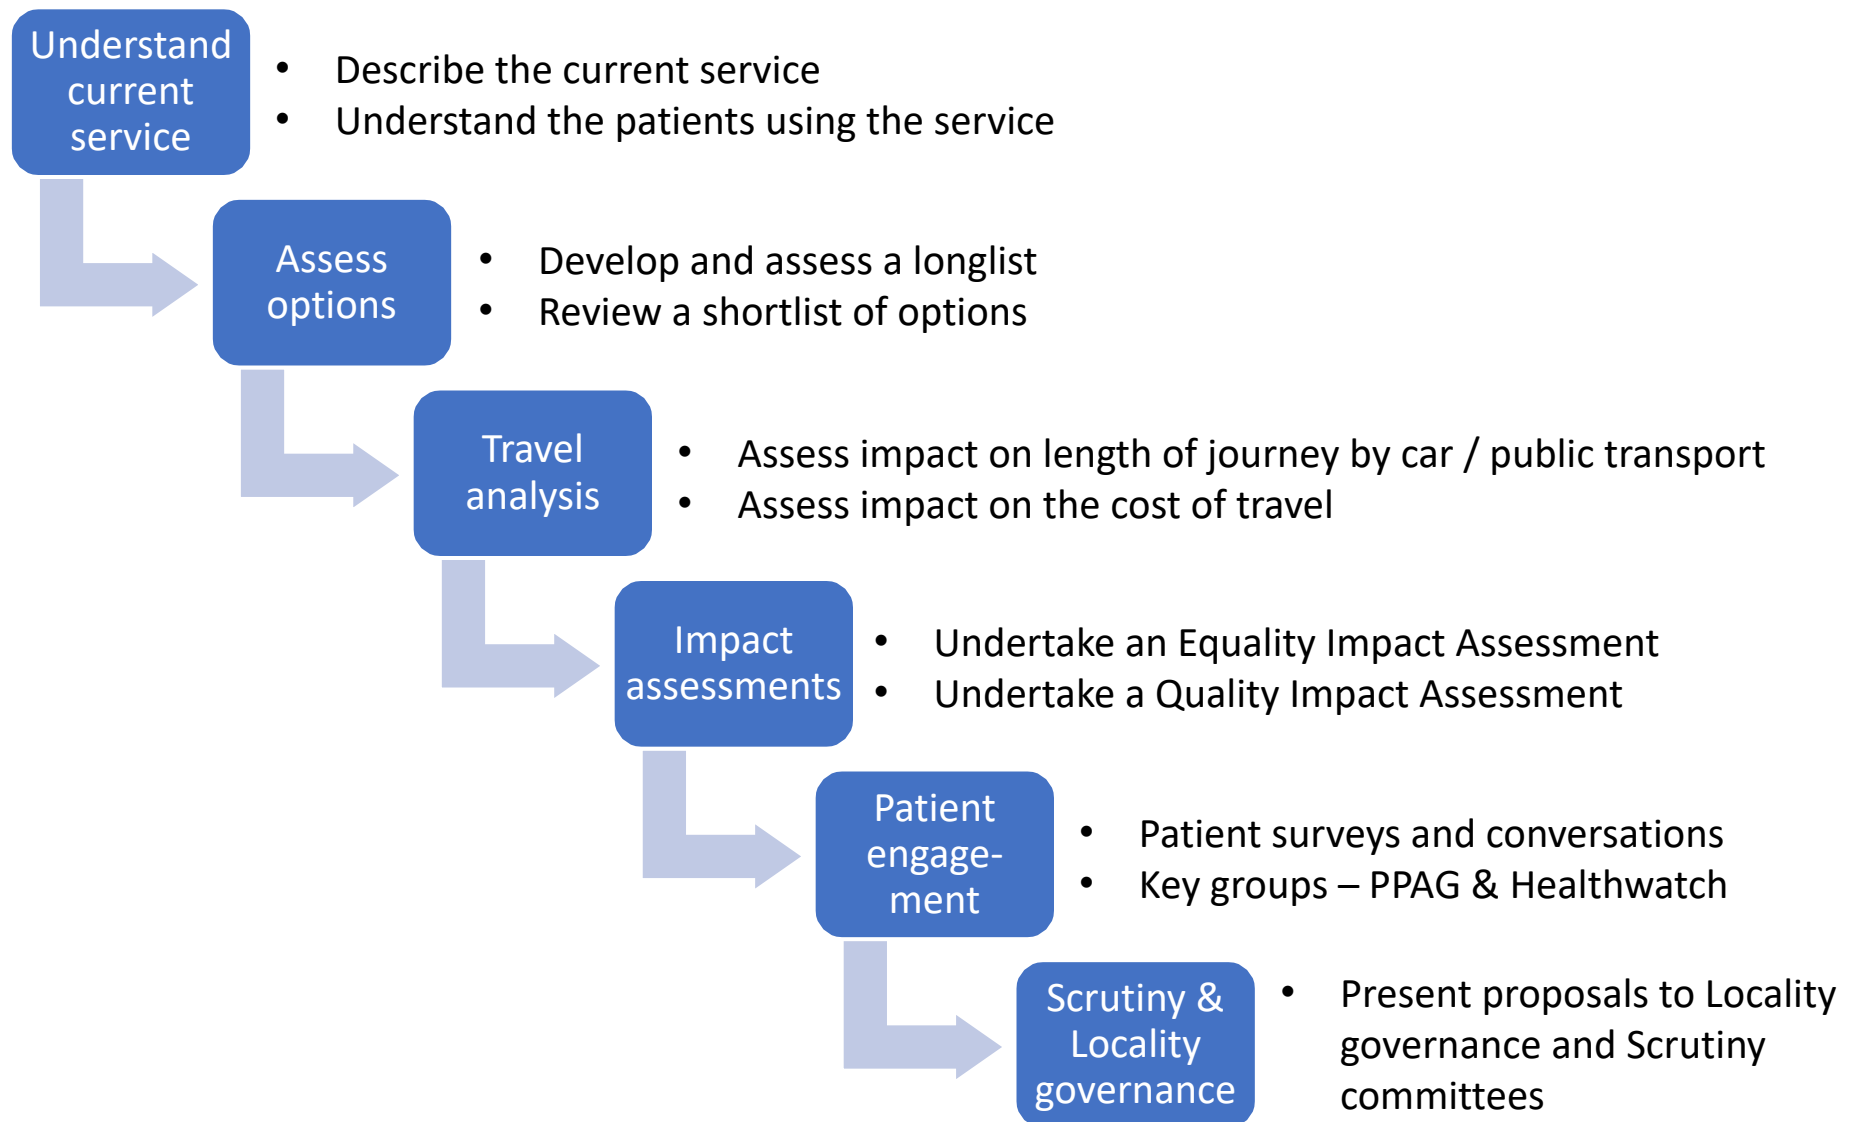 Understand
current
service
• Describe the current service
• Understand the patients using the service
Assess
options
• Develop and assess a longlist
• Review a shortlist of options
Travel
analysis
• Assess impact on length of journey by car / public transport
• Assess impact on the cost of travel
Impact
assessments
• Undertake an Equality Impact Assessment
• Undertake a Quality Impact Assessment
Patient
engage-
ment
• Patient surveys and conversations
• Key groups – PPAG & Healthwatch
Scrutiny &
Locality
governance
• Present proposals to Locality
governance and Scrutiny
committees